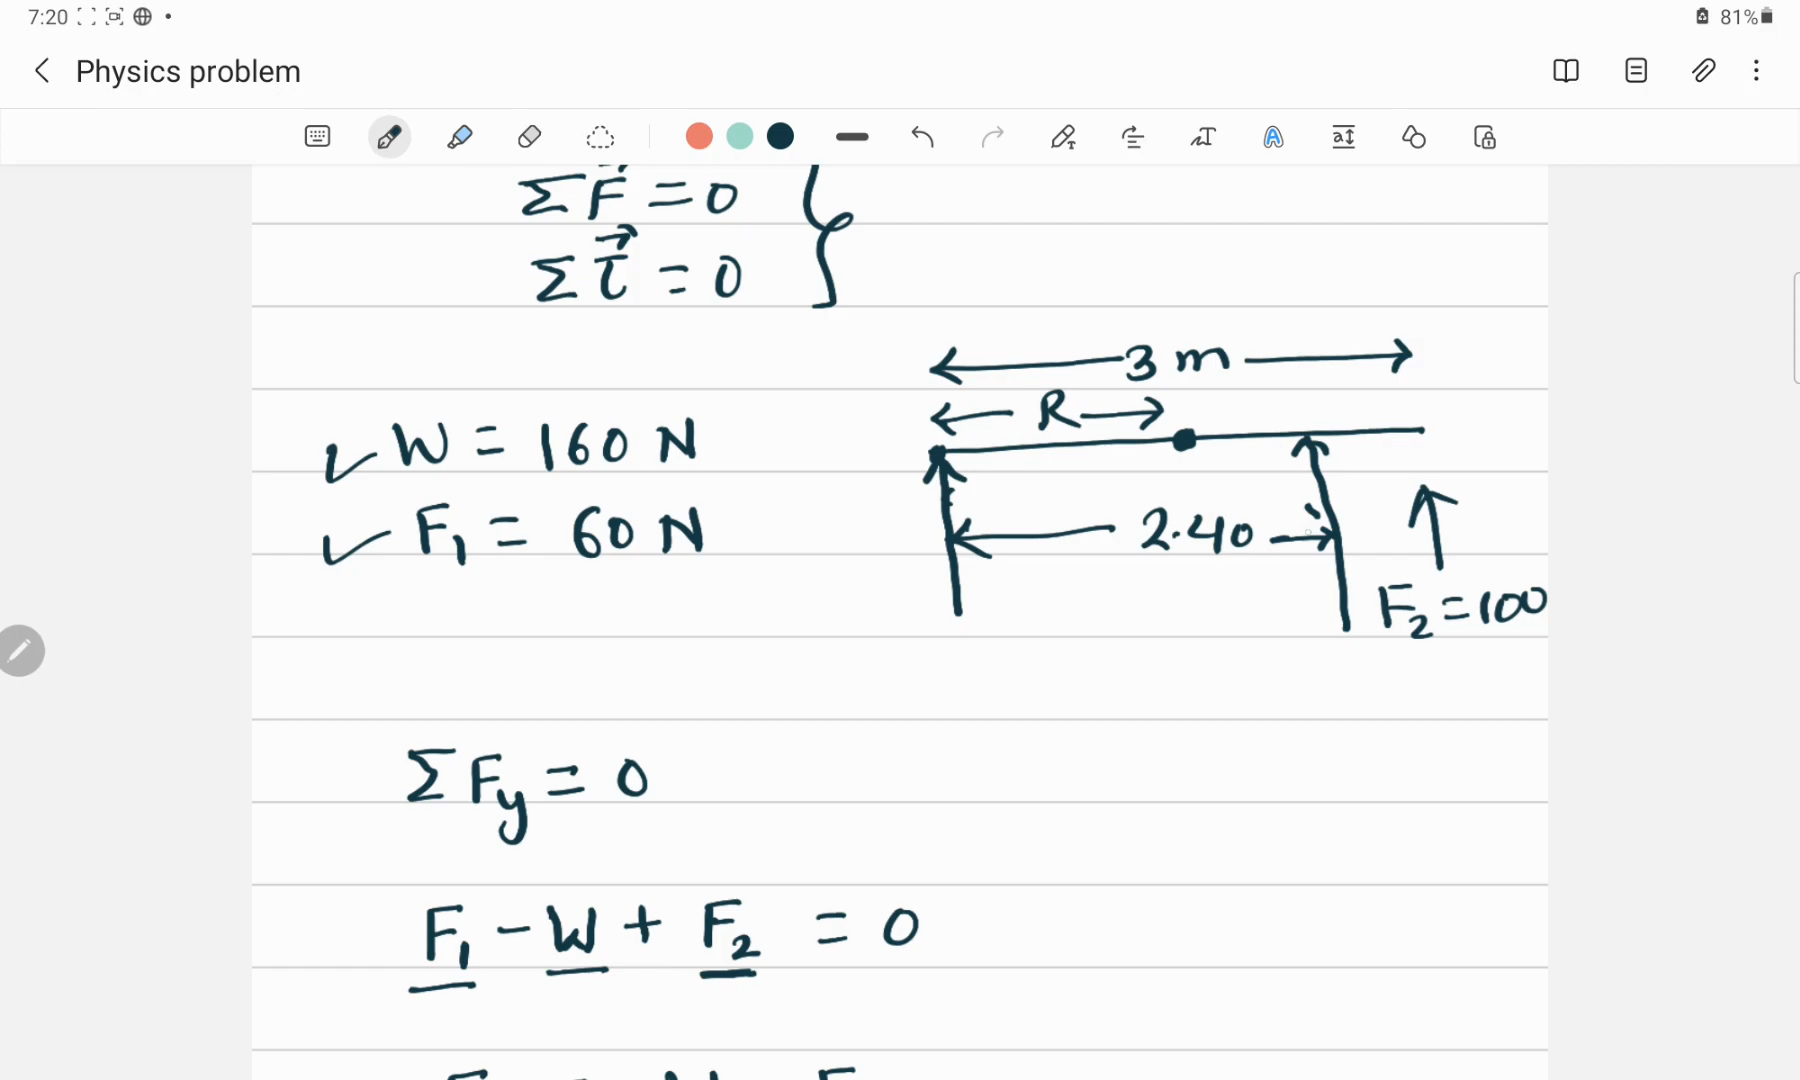 7:20
81%
Physics problem
ΣF⃗ = 0
Στ⃗ = 0
3 m
R
W = 160 N
F₁ = 60 N
2.40
F₂ = 100
ΣFy = 0
F₁ - W + F₂ = 0